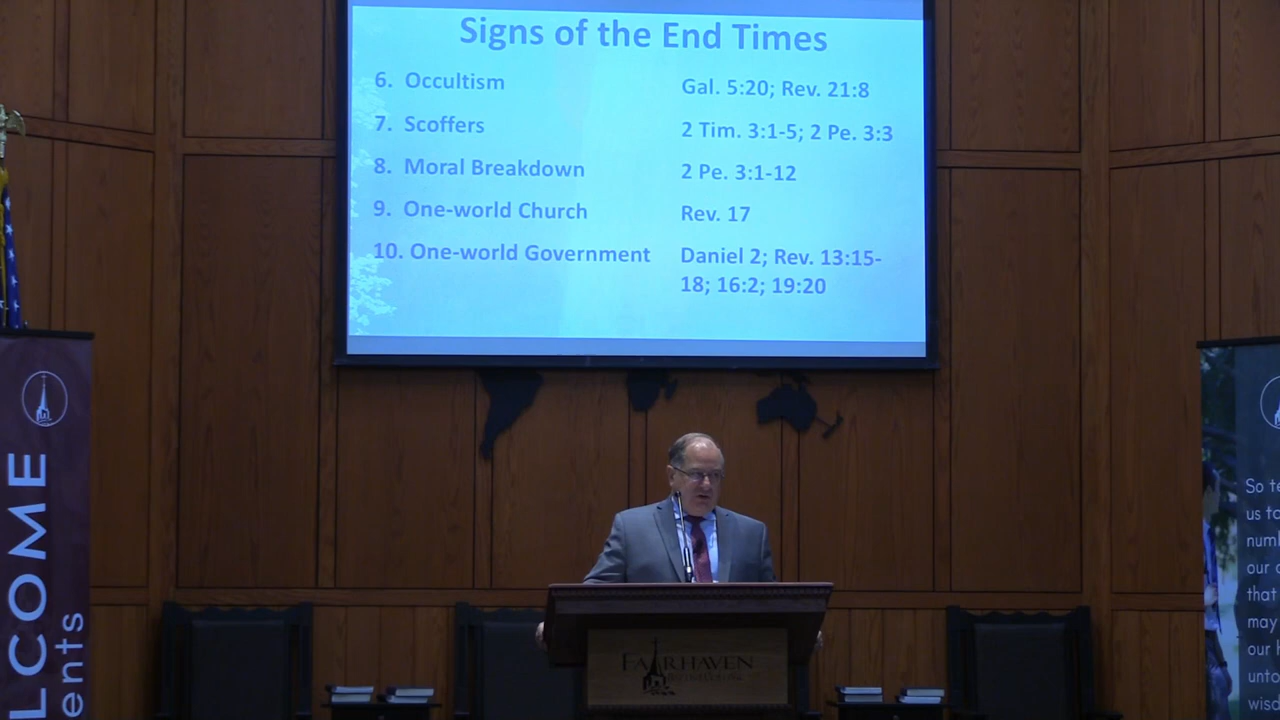 Signs of the End Times
6. Occultism Gal. 5:20; Rev. 21:8
7. Scoffers 2 Tim. 3:1-5; 2 Pe. 3:3
8. Moral Breakdown 2 Pe. 3:1-12
9. One-world Church Rev. 17
10. One-world Government Daniel 2; Rev. 13:15-
18; 16:2; 19:20
LCOME
ents
FAIRHAVEN
So te
us to
num
our
that
may
our h
unto
wisd